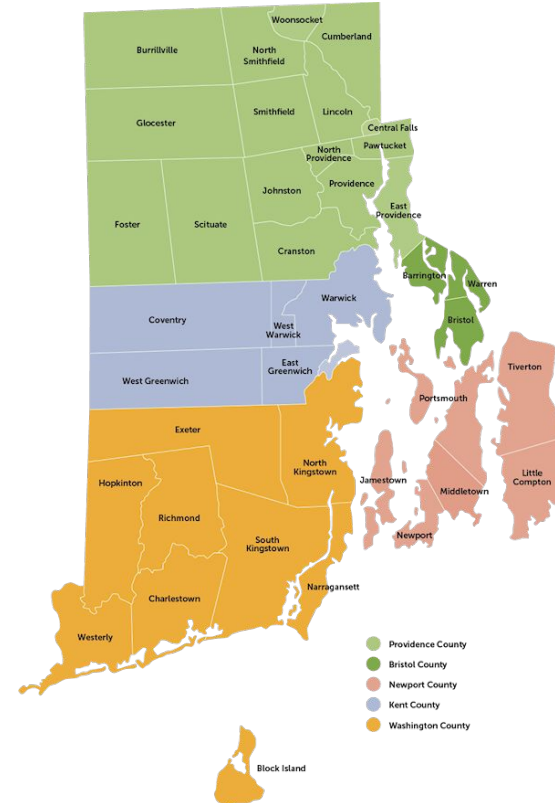 Woonsocket
Cumberland
Burrillville
North
Smithfield
Glocester
Smithfield
Lincoln
Central Falls
North
Providence
Pawtucket
Johnston
Providence
Foster
Scituate
East
Providence
Cranston
Barrington
Warren
Warwick
Coventry
West
Warwick
Bristol
East
Greenwich
West Greenwich
Tiverton
Portsmouth
Exeter
North
Kingstown
Hopkinton
Jamestown
Middletown
Little
Compton
Richmond
South
Kingstown
Newport
Narragansett
Charlestown
Westerly
Providence County
Bristol County
Newport County
Kent County
Washington County
Block Island